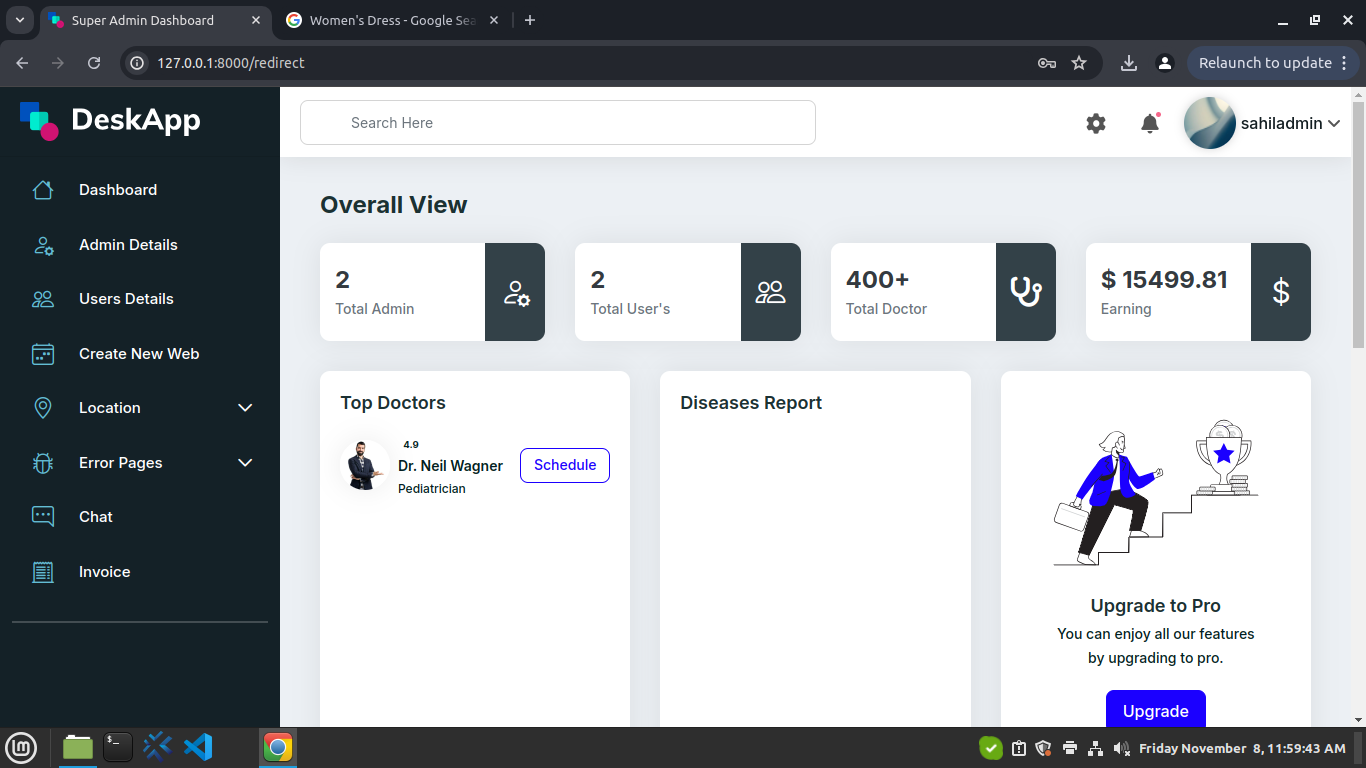 Super Admin Dashboard
Women's Dress - Google Sea
127.0.0.1:8000/redirect
Relaunch to update
DeskApp
Search Here
sahiladmin
Dashboard
Admin Details
Users Details
Create New Web
Location
Error Pages
Chat
Invoice
Overall View
2
Total Admin
2
Total User's
400+
Total Doctor
$ 15499.81
Earning
$
Top Doctors
4.9
Dr. Neil Wagner
Pediatrician
Schedule
Diseases Report
Upgrade to Pro
You can enjoy all our features
by upgrading to pro.
Upgrade
Friday November 8, 11:59:43 AM